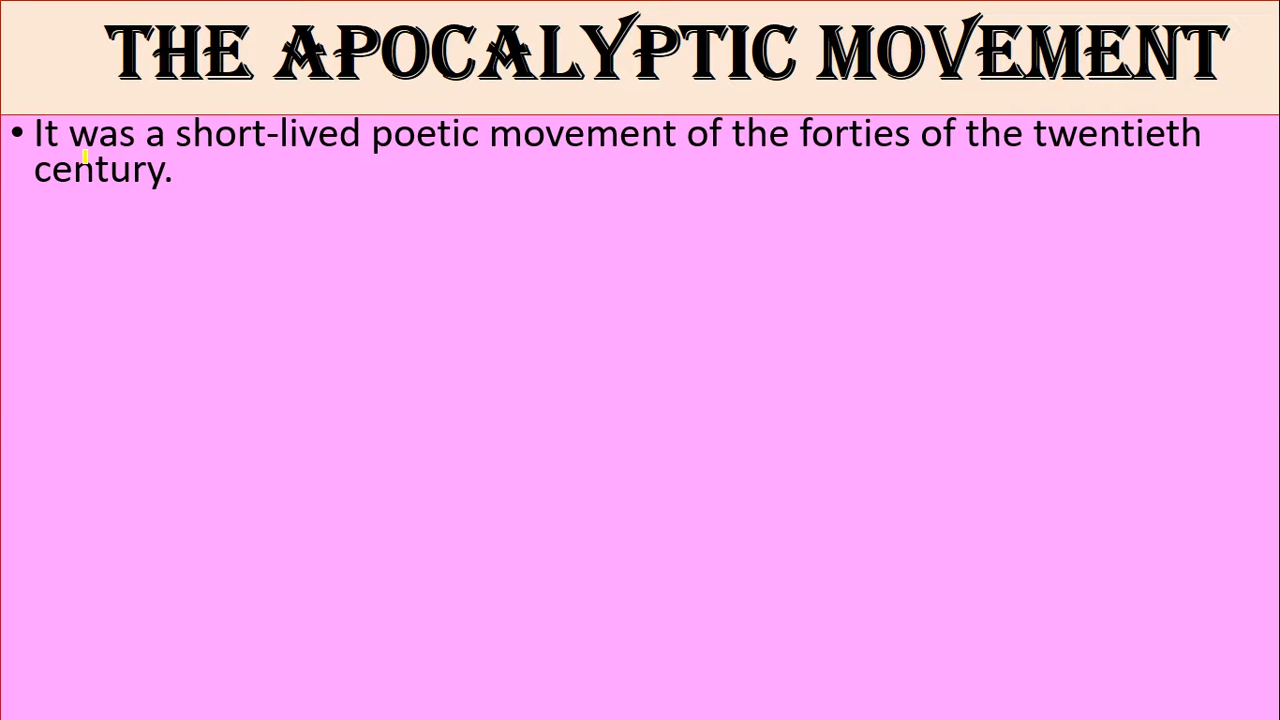 THE APOCALYPTIC MOVEMENT
• It was a short-lived poetic movement of the forties of the twentieth
century.